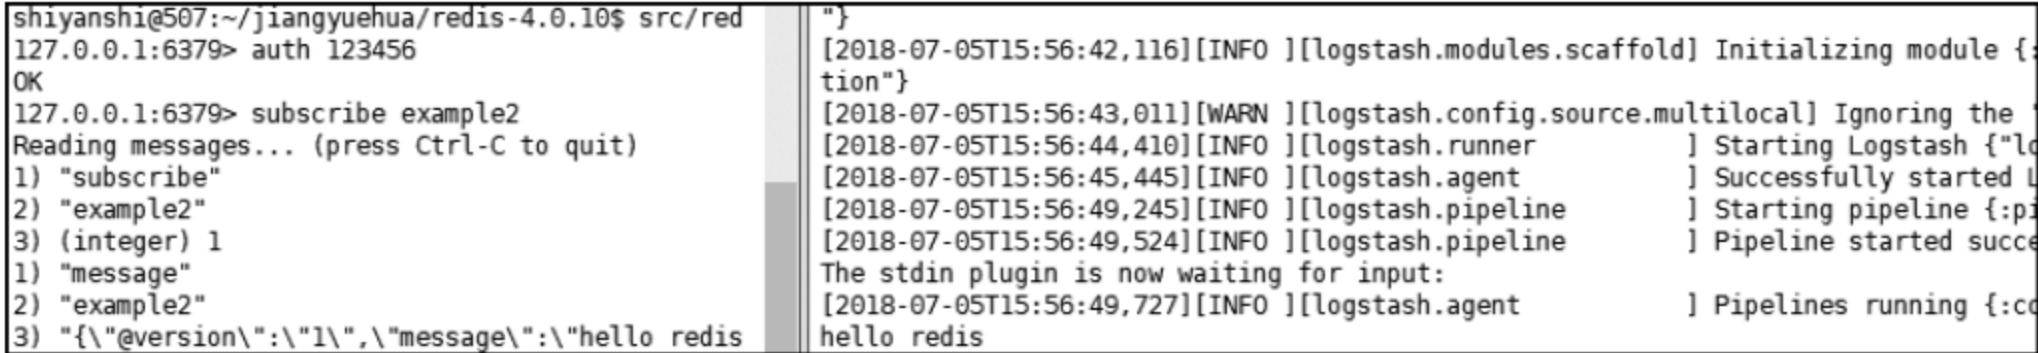 shiyanshi@507:~/jiangyuehua/redis-4.0.10$ src/red
127.0.0.1:6379> auth 123456
OK
127.0.0.1:6379> subscribe example2
Reading messages... (press Ctrl-C to quit)
1) "subscribe"
2) "example2"
3) (integer) 1
1) "message"
2) "example2"
3) "{\"@version\":\"1\",\"message\":\"hello redis
"}
[2018-07-05T15:56:42,116][INFO ][logstash.modules.scaffold] Initializing module {:
tion"}
[2018-07-05T15:56:43,011][WARN ][logstash.config.source.multilocal] Ignoring the '
[2018-07-05T15:56:44,410][INFO ][logstash.runner          ] Starting Logstash {"lo
[2018-07-05T15:56:45,445][INFO ][logstash.agent           ] Successfully started L
[2018-07-05T15:56:49,245][INFO ][logstash.pipeline        ] Starting pipeline {:pi
[2018-07-05T15:56:49,524][INFO ][logstash.pipeline        ] Pipeline started succe
The stdin plugin is now waiting for input:
[2018-07-05T15:56:49,727][INFO ][logstash.agent           ] Pipelines running {:co
hello redis